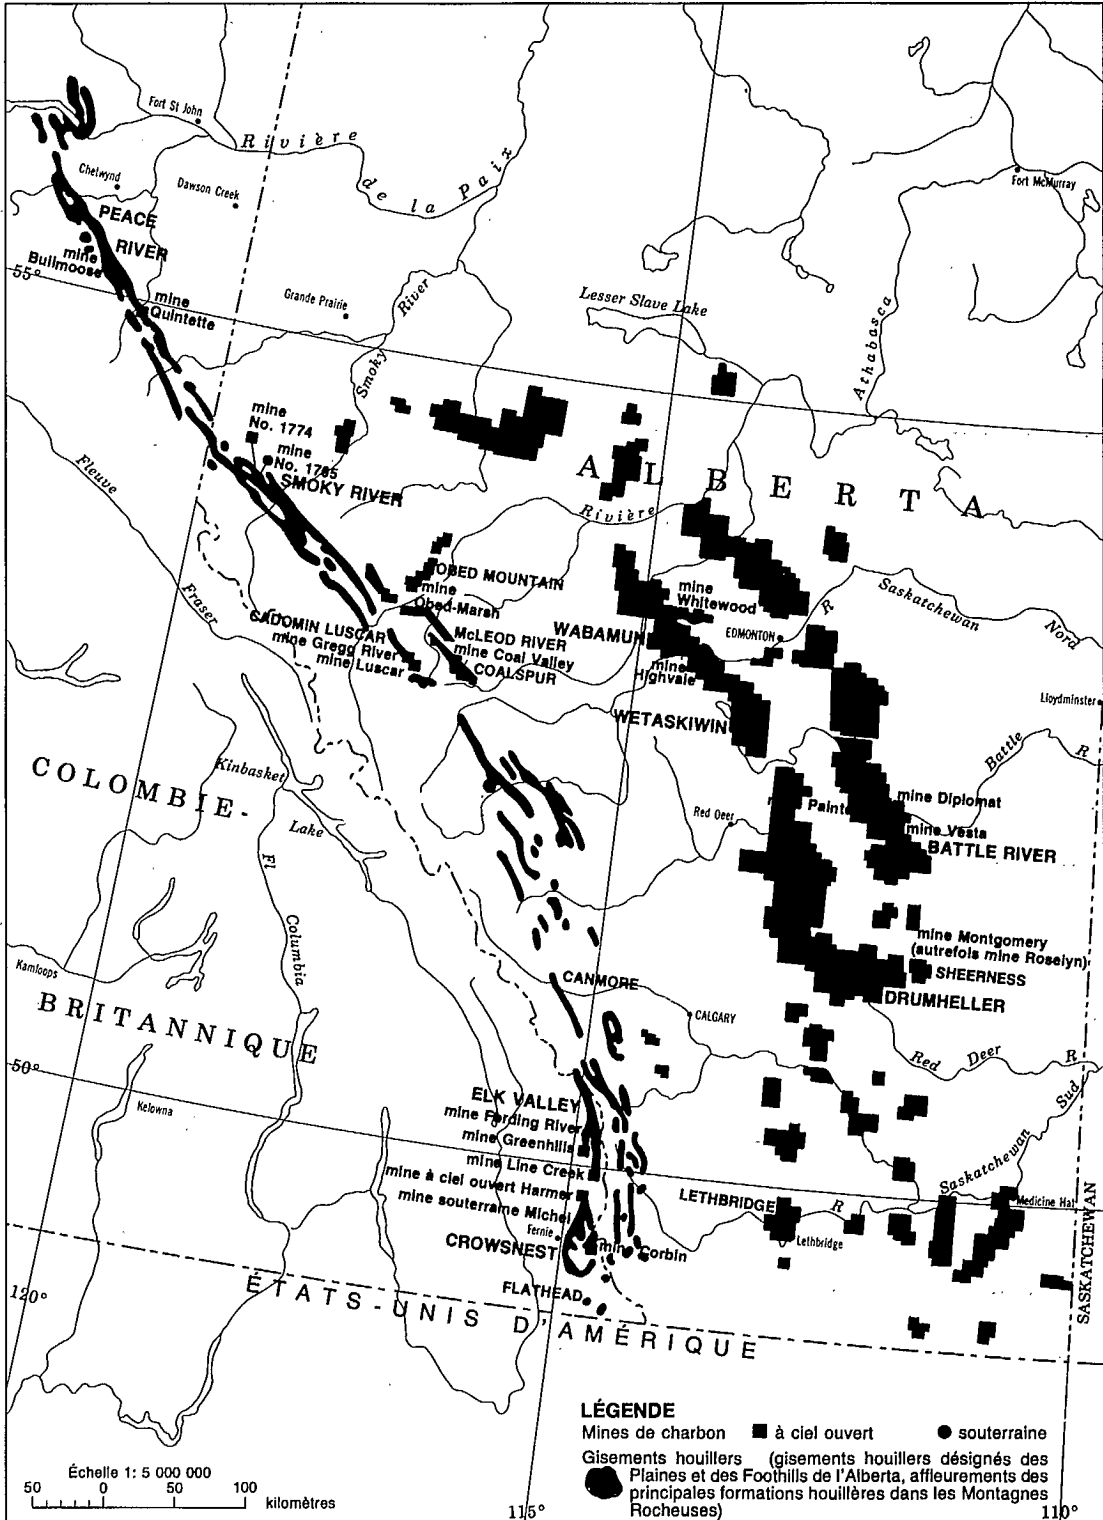 Fort St John
Rivière
de la Paix
Chelwynd
Dawson Creek
Fort McMurray
PEACE
RIVER
mine
Bullmoose
55°
mine
Quintette
Grande Prairie
Smoky River
Lesser Slave Lake
Athabasca
mine
No. 1774
mine
No. 1765
SMOKY RIVER
ALBERTA
Rivière
Fleuve
Fraser
OBED MOUNTAIN
mine
Obed-Marsh
CADOMIN LUSCAR
mine Gregg River
mine Luscar
McLEOD RIVER
mine Coal Valley
COALSPUR
mine
Whitewood
WABAMUN
EDMONTON
R
Saskatchewan
Nord
mine
Highvale
WETASKIWIN
Lloydminster
Battle
R
COLOMBIE-
Kinbasket
Lake
Red Deer
Paint
mine Diplomat
mine Vesta
BATTLE RIVER
Fl
Columbia
mine Montgomery
(autrefois mine Roselyn)
SHEERNESS
DRUMHELLER
Kamloops
CANMORE
CALGARY
BRITANNIQUE
Red Deer R
50°
Kelowna
ELK VALLEY
mine Fording River
mine Greenhills
mine Line Creek
mine à ciel ouvert Harmer
mine souterraine Michel
Fernie
CROWSNEST
mine Corbin
FLATHEAD
LETHBRIDGE
Lethbridge
R
Saskatchewan
Sud
Medicine Hat
SASKATCHEWAN
120°
ÉTATS-UNIS D'AMÉRIQUE
LÉGENDE
Mines de charbon à ciel ouvert souterraine
Gisements houillers (gisements houillers désignés des
Plaines et des Foothills de l'Alberta, affleurements des
principales formations houillères dans les Montagnes
Rocheuses)
Échelle 1: 5 000 000
50 0 50 100
kilomètres
115°
110°